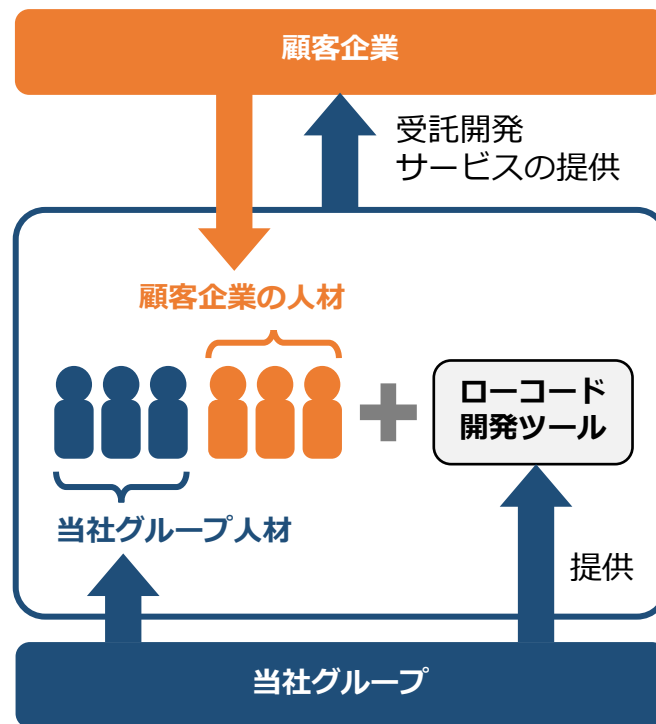 顧客企業
受託開発
サービスの提供
顧客企業の人材
ローコード
開発ツール
当社グループ人材
提供
当社グループ